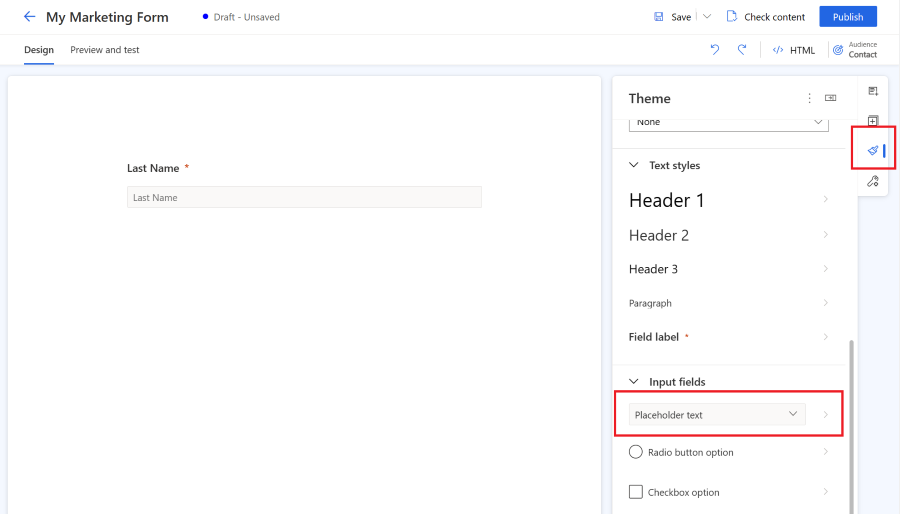 My Marketing Form
Draft - Unsaved
Save
Check content
Publish
Design
Preview and test
HTML
Audience
Contact
Last Name *
Last Name
Theme
None
Text styles
Header 1
Header 2
Header 3
Paragraph
Field label *
Input fields
Placeholder text
Radio button option
Checkbox option